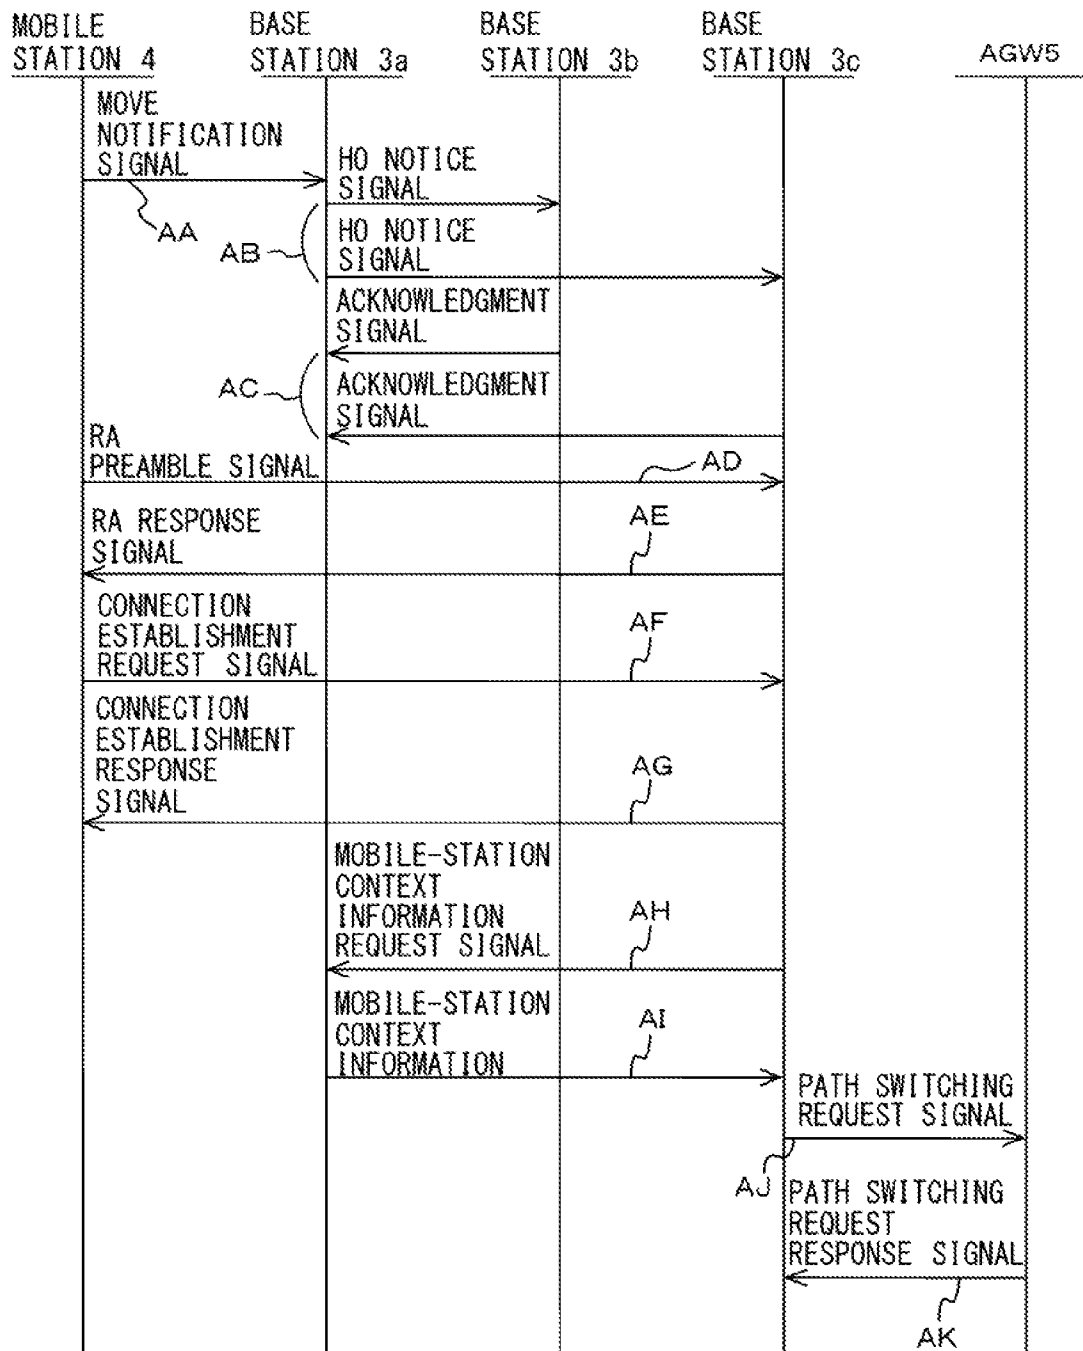 MOBILE
STATION 4
BASE
STATION 3a
BASE
STATION 3b
BASE
STATION 3c
AGW5
MOVE
NOTIFICATION
SIGNAL
AA
HO NOTICE
SIGNAL
AB
HO NOTICE
SIGNAL
ACKNOWLEDGMENT
SIGNAL
AC
ACKNOWLEDGMENT
SIGNAL
RA
PREAMBLE SIGNAL
AD
RA RESPONSE
SIGNAL
AE
CONNECTION
ESTABLISHMENT
REQUEST SIGNAL
AF
CONNECTION
ESTABLISHMENT
RESPONSE
SIGNAL
AG
MOBILE-STATION
CONTEXT
INFORMATION
REQUEST SIGNAL
AH
MOBILE-STATION
CONTEXT
INFORMATION
AI
PATH SWITCHING
REQUEST SIGNAL
AJ
PATH SWITCHING
REQUEST
RESPONSE SIGNAL
AK